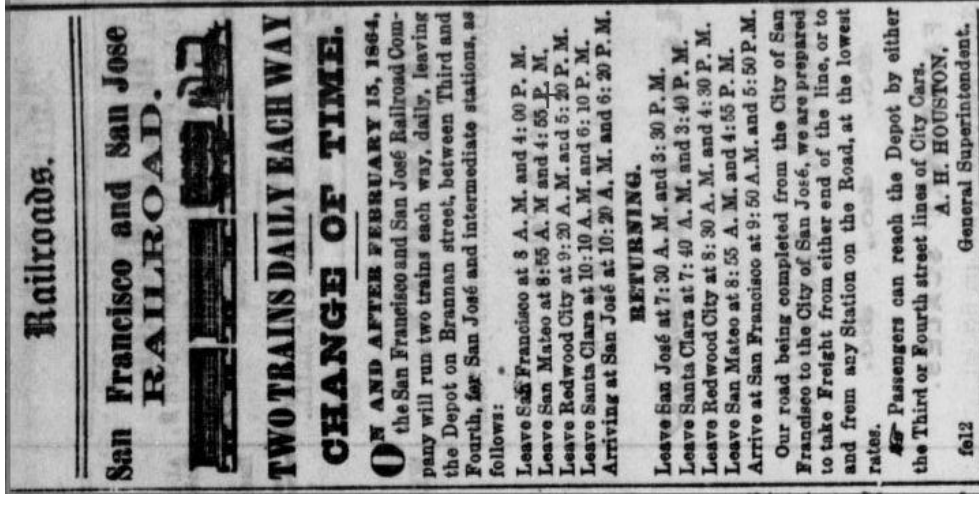 Railroads.
San Francisco and San Jose
RAILROAD.
TWO TRAINS DAILY EACH WAY
CHANGE OF TIME.
ON AND AFTER FEBRUARY 15, 1864,
the San Francisco and San José Railroad Com-
pany will run two trains each way, daily, leaving
the Depot on Brannan street, between Third and
Fourth, for San José and intermediate stations, as
follows:
Leave San Francisco at 8 A. M. and 4:00 P. M.
Leave San Mateo at 8:55 A. M and 4:55 P. M.
Leave Redwood City at 9:20 A. M. and 5:20 P. M.
Leave Santa Clara at 10:10 A. M. and 6:10 P. M.
Arriving at San José at 10:20 A. M. and 6:20 P. M.
RETURNING.
Leave San José at 7:30 A. M. and 3:30 P. M.
Leave Santa Clara at 7:40 A. M. and 3:40 P. M.
Leave Redwood City at 8:30 A. M. and 4:30 P. M.
Leave San Mateo at 8:55 A. M. and 4:55 P. M.
Arrive at San Francisco at 9:50 A. M. and 5:50 P. M.
Our road being completed from the City of San
Francisco to the City of San José, we are prepared
to take Freight from either end of the line, or to
and from any Station on the Road, at the lowest
rates.
☞ Passengers can reach the Depot by either
the Third or Fourth street lines of City Cars.
A. H. HOUSTON,
fe12 General Superintendent.